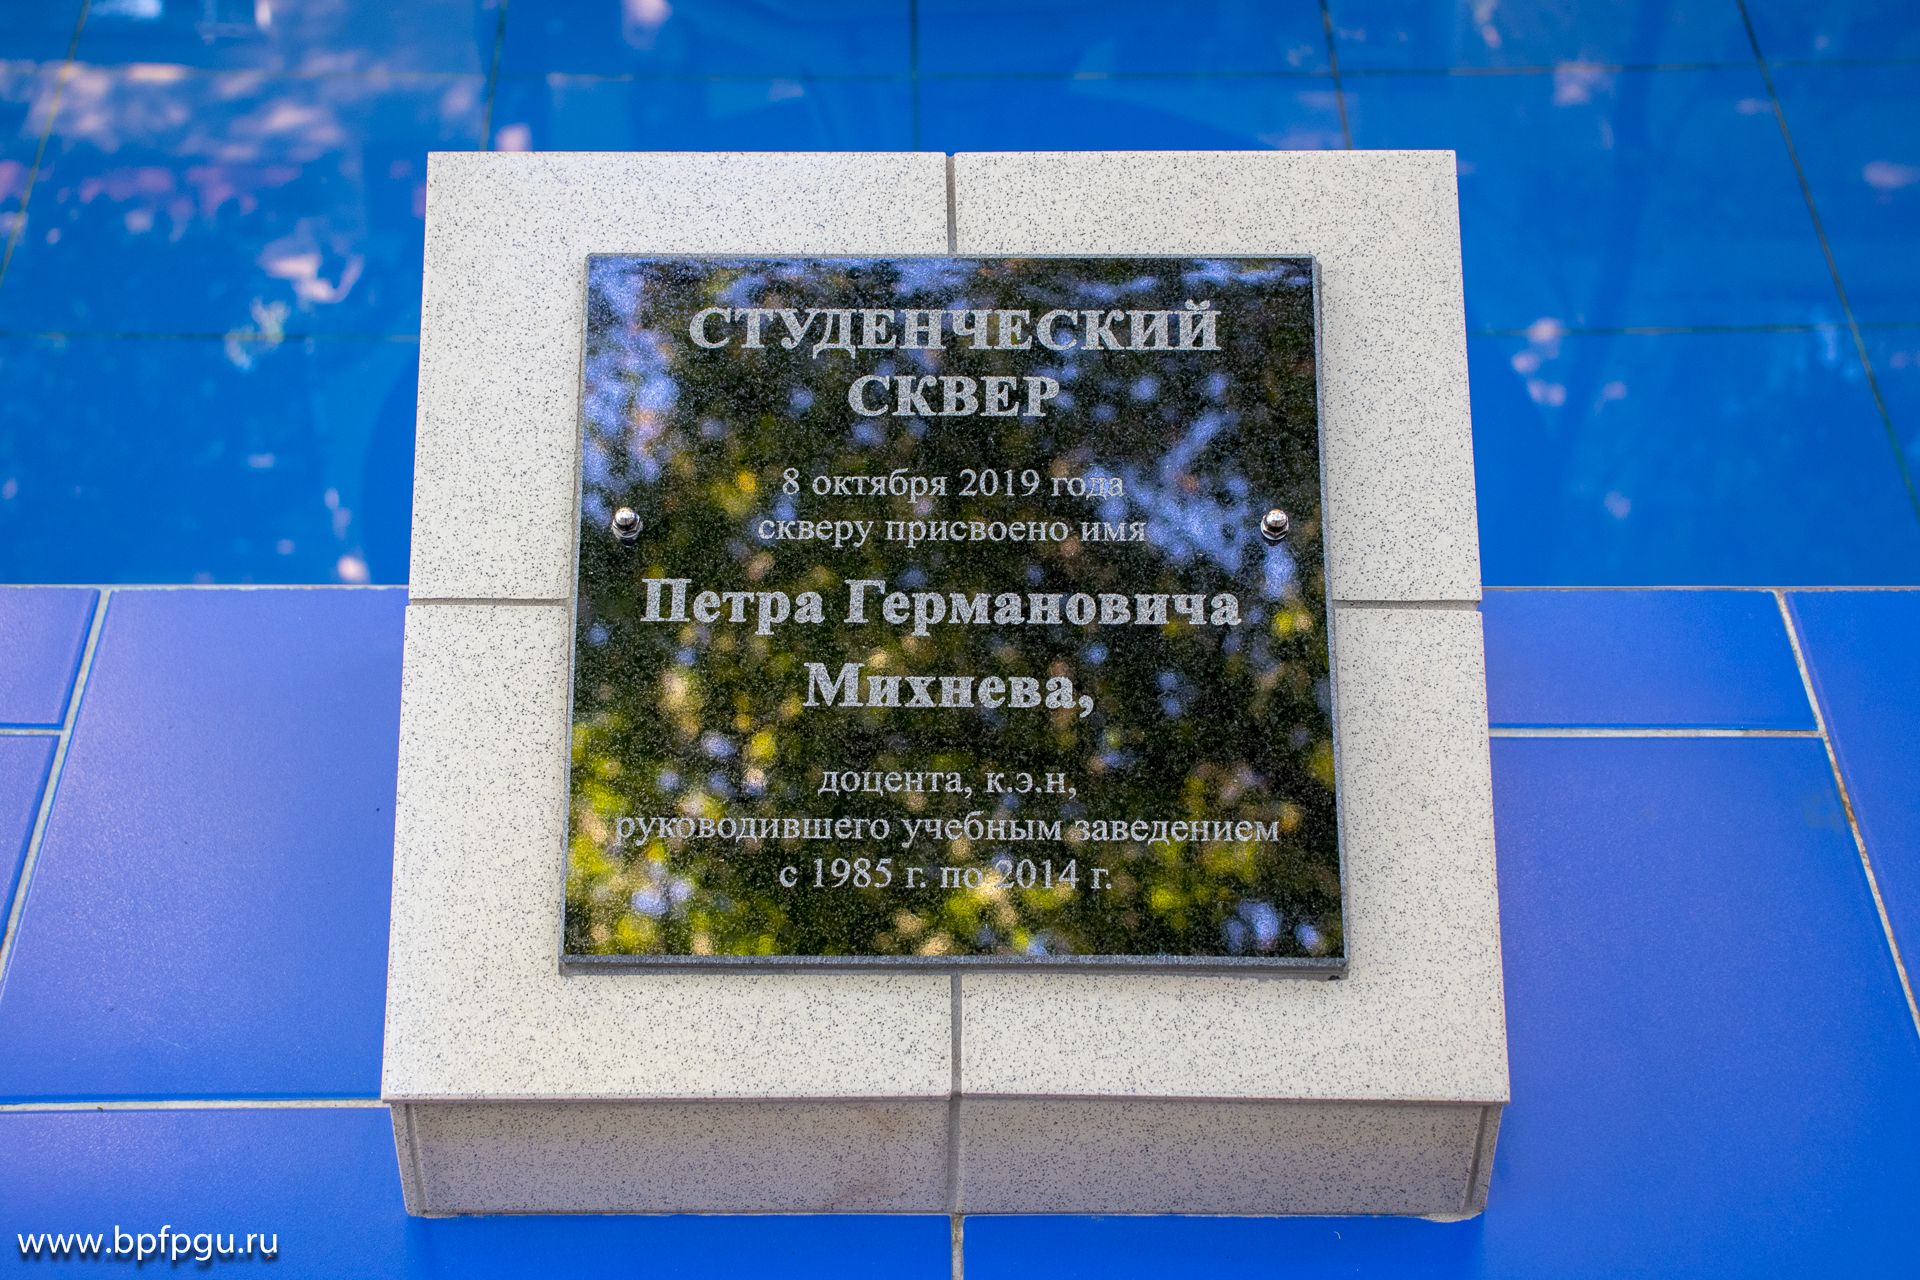 СТУДЕНЧЕСКИЙ
СКВЕР
8 октября 2019 года
скверу присвоено имя
Петра Германовича
Михнева,
доцента, к.э.н,
руководившего учебным заведением
с 1985 г. по 2014 г.
www.bpfpgu.ru